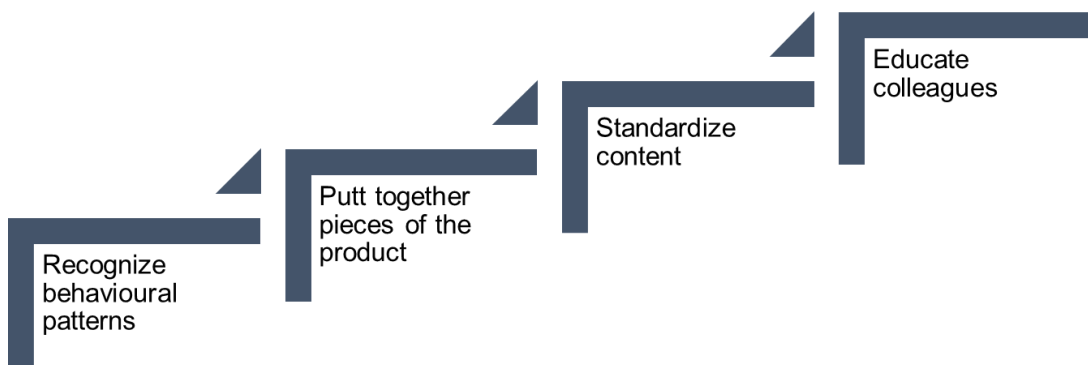 Recognize
behavioural
patterns
Putt together
pieces of the
product
Standardize
content
Educate
colleagues